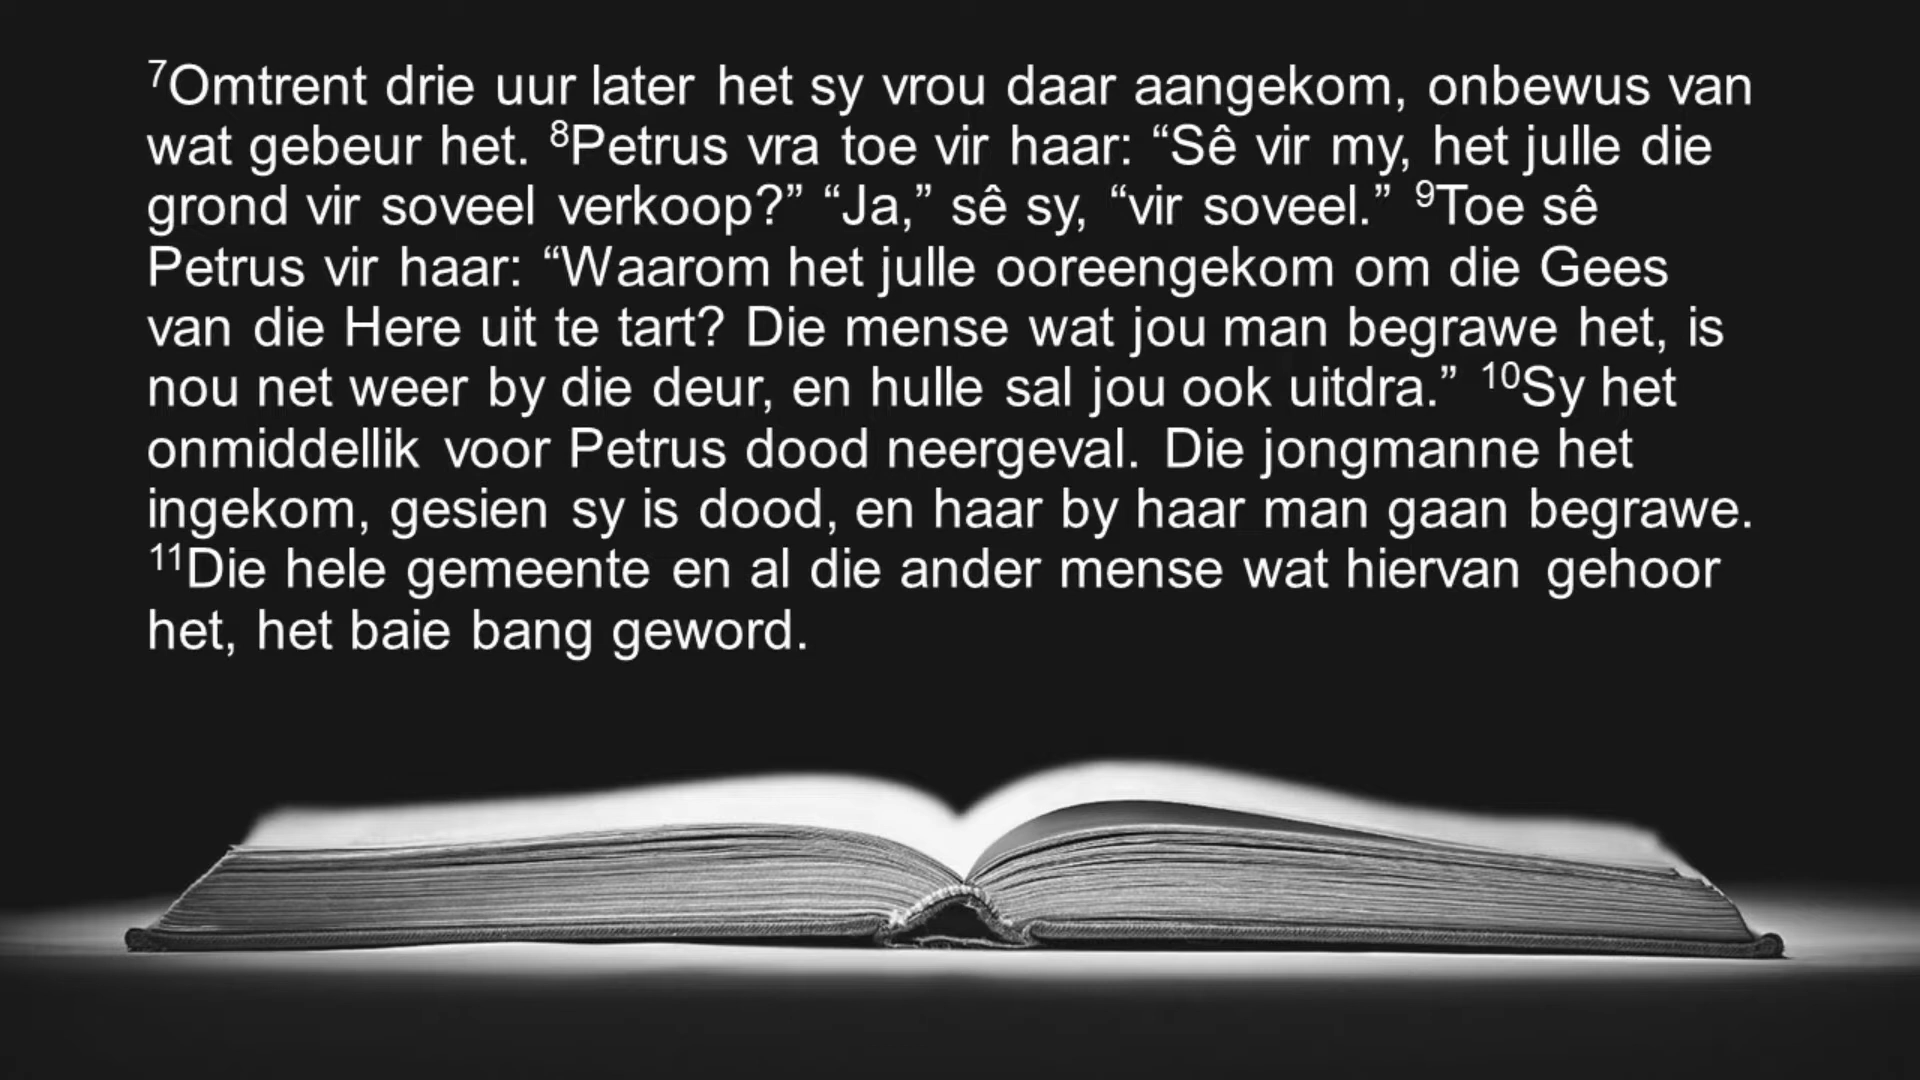 ⁷Omtrent drie uur later het sy vrou daar aangekom, onbewus van
wat gebeur het. ⁸Petrus vra toe vir haar: “Sê vir my, het julle die
grond vir soveel verkoop?” “Ja,” sê sy, “vir soveel.” ⁹Toe sê
Petrus vir haar: “Waarom het julle ooreengekom om die Gees
van die Here uit te tart? Die mense wat jou man begrawe het, is
nou net weer by die deur, en hulle sal jou ook uitdra.” ¹⁰Sy het
onmiddellik voor Petrus dood neergeval. Die jongmanne het
ingekom, gesien sy is dood, en haar by haar man gaan begrawe.
¹¹Die hele gemeente en al die ander mense wat hiervan gehoor
het, het baie bang geword.